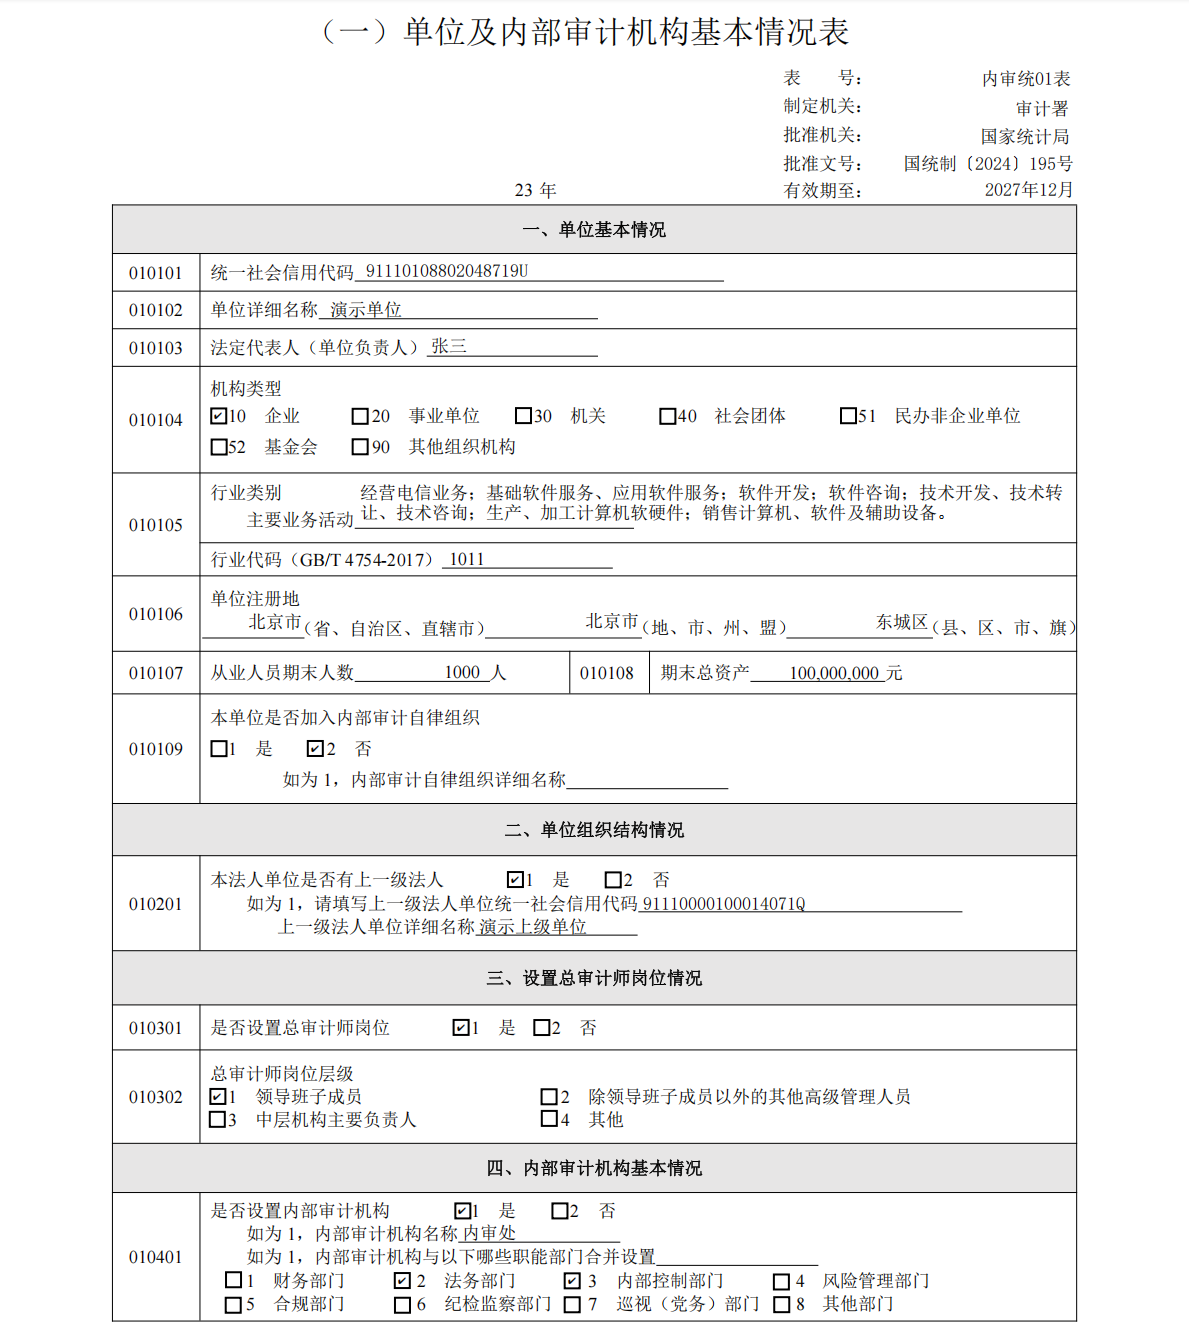 （一）单位及内部审计机构基本情况表
表　　号： 内审统01表
制定机关： 审计署
批准机关： 国家统计局
批准文号： 国统制〔2024〕195号
23 年 有效期至： 2027年12月
一、单位基本情况
010101 统一社会信用代码 91110108802048719U
010102 单位详细名称 演示单位
010103 法定代表人（单位负责人） 张三
010104 机构类型
☑10 企业 □20 事业单位 □30 机关 □40 社会团体 □51 民办非企业单位
□52 基金会 □90 其他组织机构
010105 行业类别 经营电信业务；基础软件服务、应用软件服务；软件开发；软件咨询；技术开发、技术转
主要业务活动 让、技术咨询；生产、加工计算机软硬件；销售计算机、软件及辅助设备。
行业代码（GB/T 4754-2017） 1011
010106 单位注册地
北京市（省、自治区、直辖市） 北京市（地、市、州、盟） 东城区（县、区、市、旗）
010107 从业人员期末人数 1000 人 010108 期末总资产 100,000,000 元
010109 本单位是否加入内部审计自律组织
□1 是 ☑2 否
如为 1，内部审计自律组织详细名称
二、单位组织结构情况
010201 本法人单位是否有上一级法人 ☑1 是 □2 否
如为 1，请填写上一级法人单位统一社会信用代码 91110000100014071Q
上一级法人单位详细名称 演示上级单位
三、设置总审计师岗位情况
010301 是否设置总审计师岗位 ☑1 是 □2 否
010302 总审计师岗位层级
☑1 领导班子成员 □2 除领导班子成员以外的其他高级管理人员
□3 中层机构主要负责人 □4 其他
四、内部审计机构基本情况
010401 是否设置内部审计机构 ☑1 是 □2 否
如为 1，内部审计机构名称 内审处
如为 1，内部审计机构与以下哪些职能部门合并设置
□1 财务部门 ☑2 法务部门 ☑3 内部控制部门 □4 风险管理部门
□5 合规部门 □6 纪检监察部门 □7 巡视（党务）部门 □8 其他部门